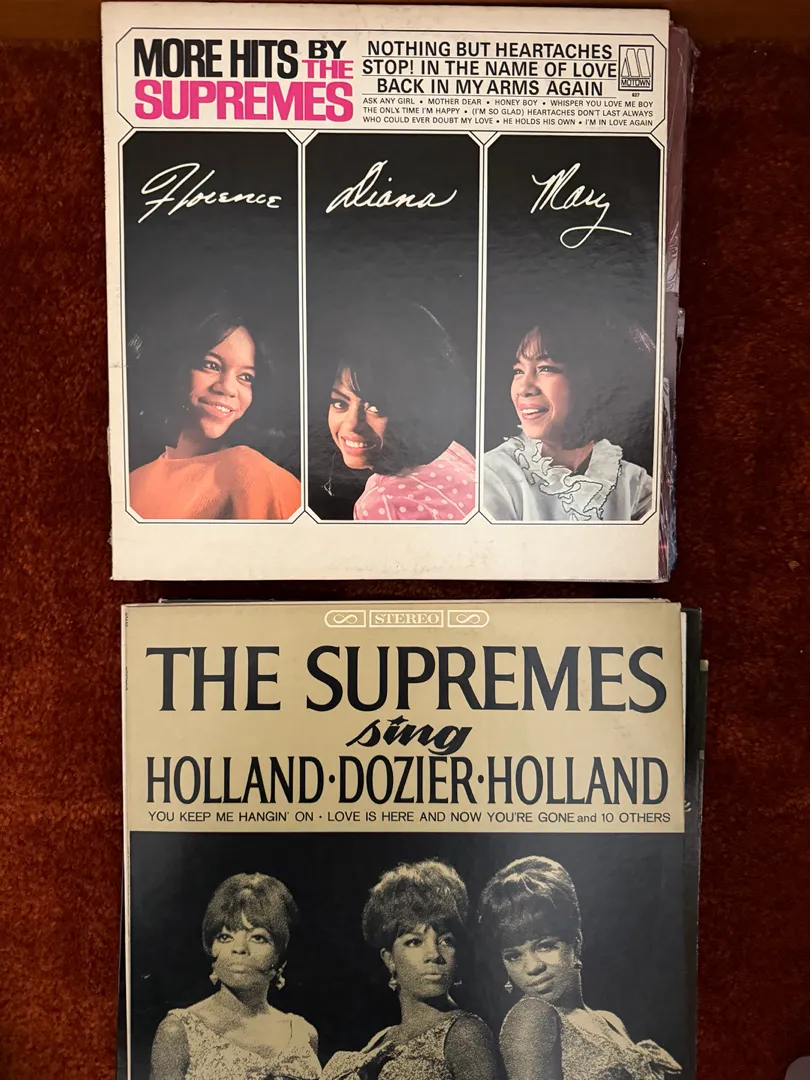 MORE HITS BY
THE
SUPREMES
NOTHING BUT HEARTACHES
STOP! IN THE NAME OF LOVE
BACK IN MY ARMS AGAIN
ASK ANY GIRL • MOTHER DEAR • HONEY BOY • WHISPER YOU LOVE ME BOY
THE ONLY TIME I'M HAPPY • (I'M SO GLAD) HEARTACHES DON'T LAST ALWAYS
WHO COULD EVER DOUBT MY LOVE • HE HOLDS HIS OWN • I'M IN LOVE AGAIN
MOTOWN
627
Florence
Diana
Mary
STEREO
THE SUPREMES
sing
HOLLAND·DOZIER·HOLLAND
YOU KEEP ME HANGIN' ON · LOVE IS HERE AND NOW YOU'RE GONE and 10 OTHERS